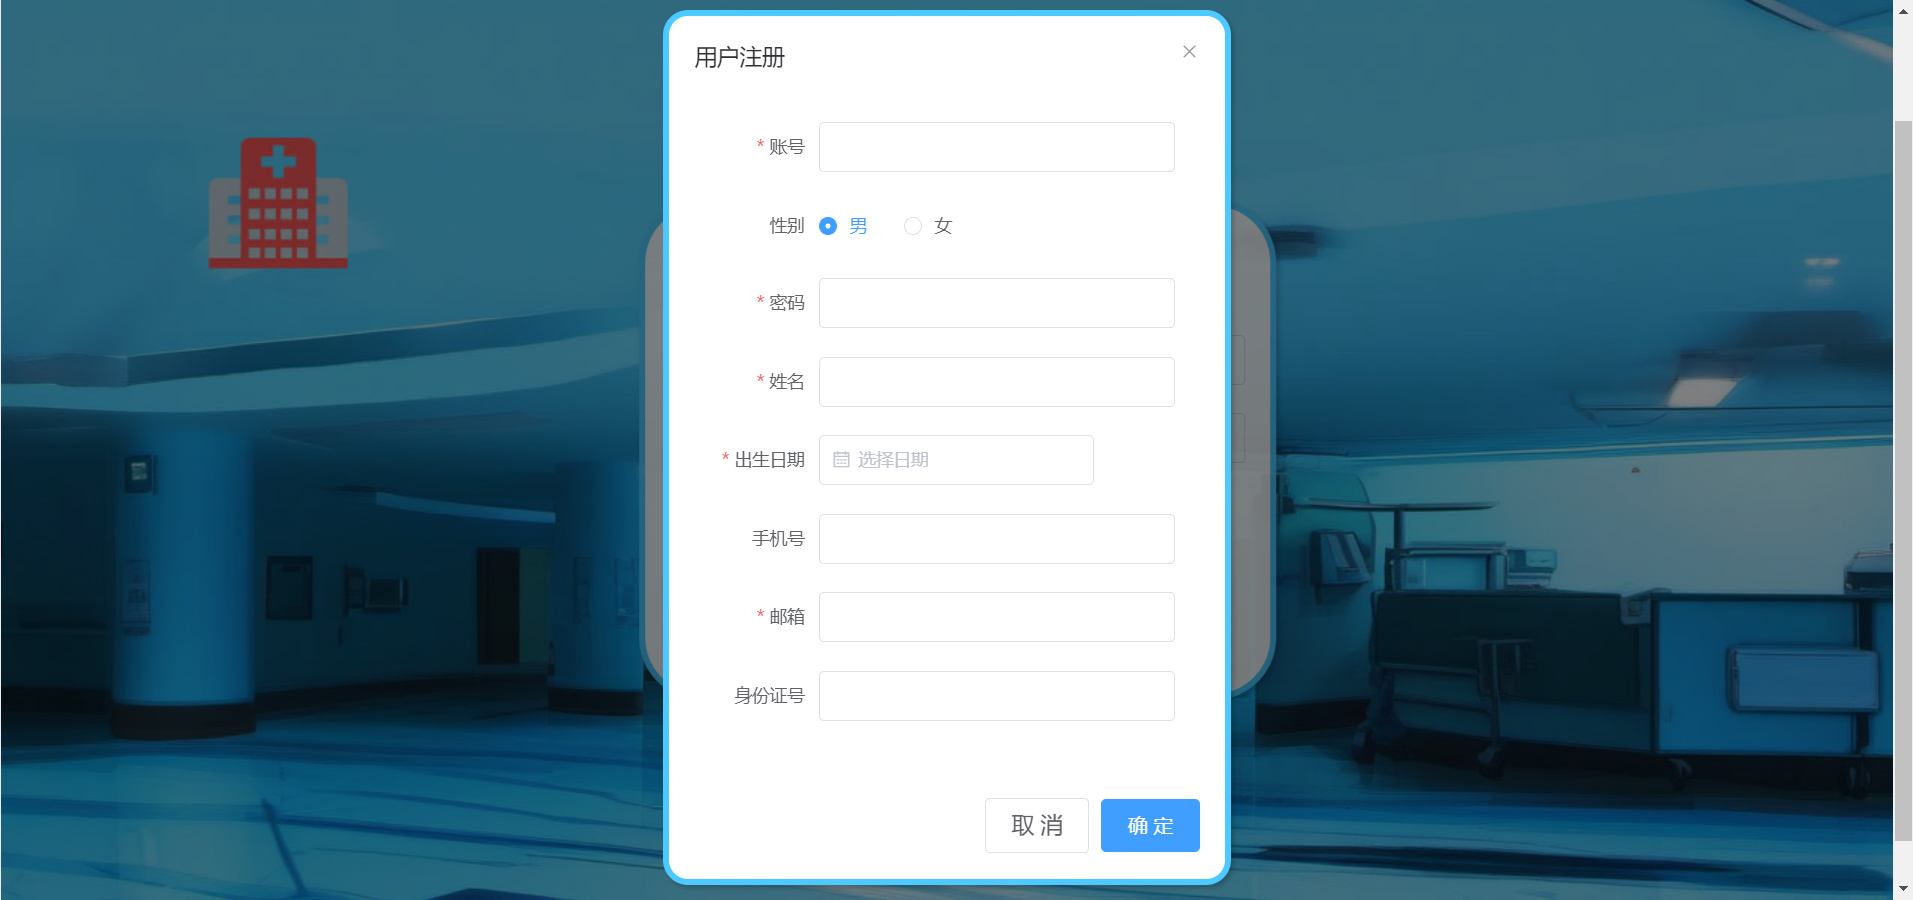 用户注册
* 账号
性别 男 女
* 密码
* 姓名
* 出生日期 选择日期
手机号
* 邮箱
身份证号
取 消 确 定